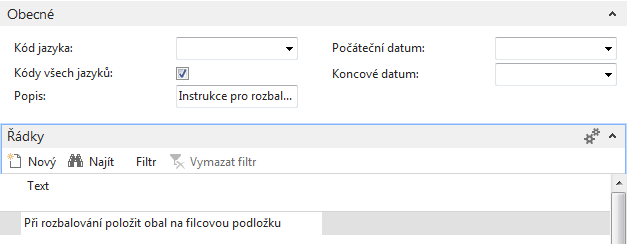 Obecné
Kód jazyka:
Počáteční datum:
Kódy všech jazyků:
Koncové datum:
Popis:
Instrukce pro rozbal...
Řádky
Nový Najít Filtr Vymazat filtr
Text
Při rozbalování položit obal na filcovou podložku